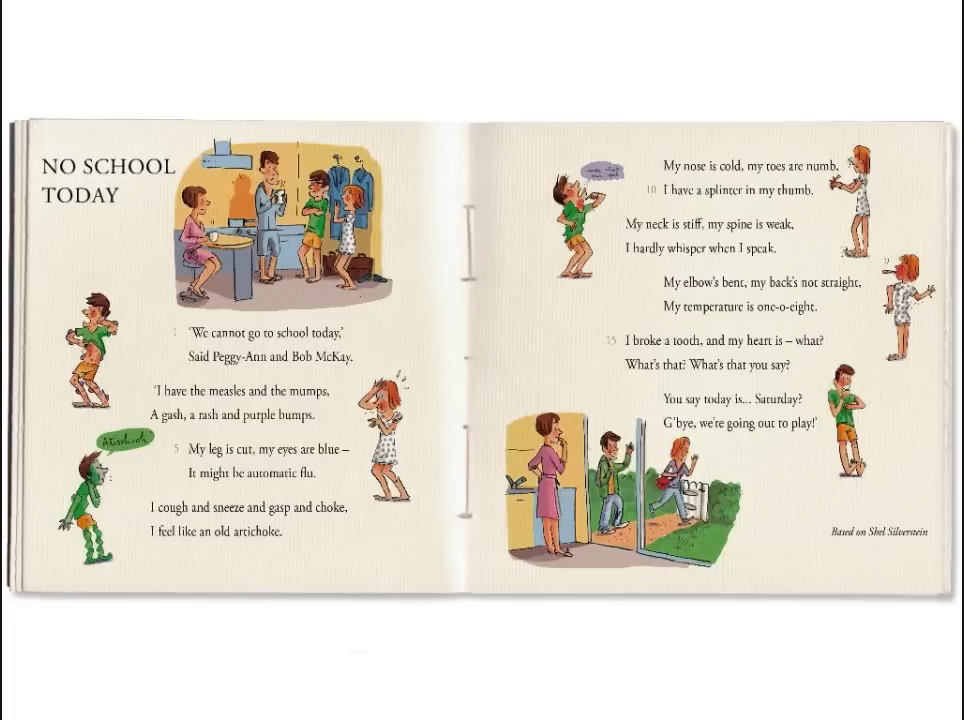 NO SCHOOL
TODAY
1 'We cannot go to school today,'
Said Peggy-Ann and Bob McKay.
'I have the measles and the mumps,
A gash, a rash and purple bumps.
5 My leg is cut, my eyes are blue –
It might be automatic flu.
I cough and sneeze and gasp and choke,
I feel like an old artichoke.
My nose is cold, my toes are numb,
10 I have a splinter in my thumb.
My neck is stiff, my spine is weak,
I hardly whisper when I speak.
My elbow's bent, my back's not straight,
My temperature is one-o-eight.
15 I broke a tooth, and my heart is – what?
What's that? What's that you say?
You say today is... Saturday?
G'bye, we're going out to play!'
Based on Shel Silverstein